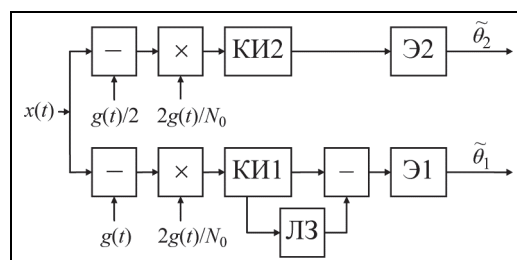 − × КИ2 Э2 θ̃₂
g(t)/2 2g(t)/N₀
x(t)
− × КИ1 − Э1 θ̃₁
g(t) 2g(t)/N₀ ЛЗ